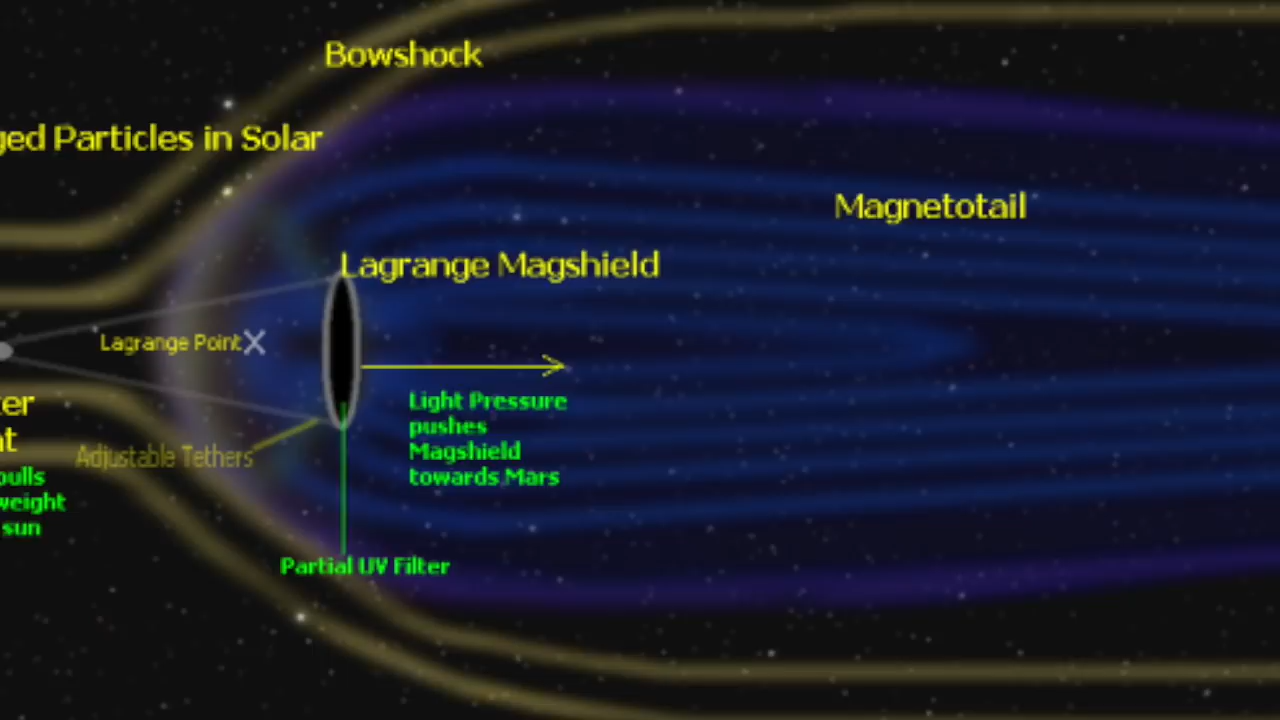 Bowshock
ged Particles in Solar
Magnetotail
Lagrange Magshield
Lagrange Point
Light Pressure
pushes
Magshield
towards Mars
ter
nt
Adjustable Tethers
pulls
weight
sun
Partial UV Filter